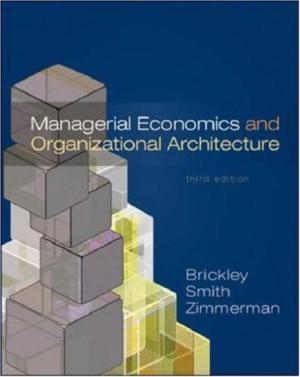 Managerial Economics and
Organizational Architecture
third edition
Brickley
Smith
Zimmerman